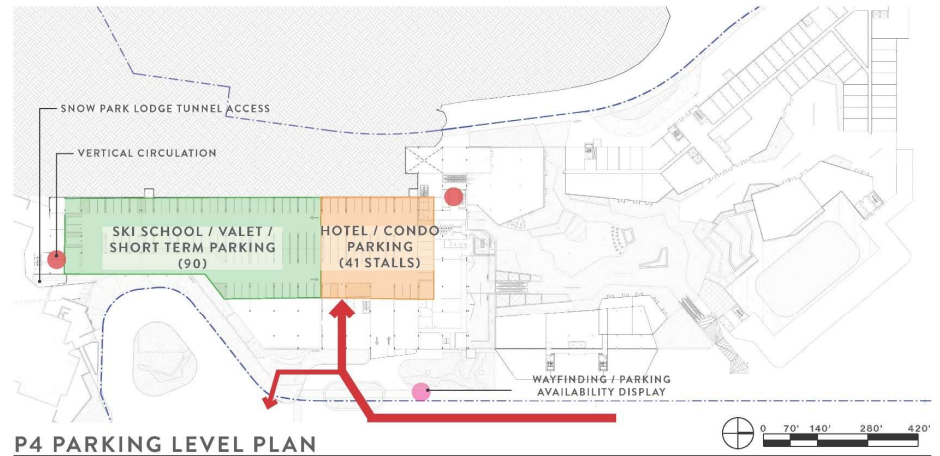 SNOW PARK LODGE TUNNEL ACCESS
VERTICAL CIRCULATION
SKI SCHOOL / VALET /
SHORT TERM PARKING
(90)
HOTEL / CONDO
PARKING
(41 STALLS)
WAYFINDING / PARKING
AVAILABILITY DISPLAY
P4 PARKING LEVEL PLAN
0 70' 140' 280' 420'